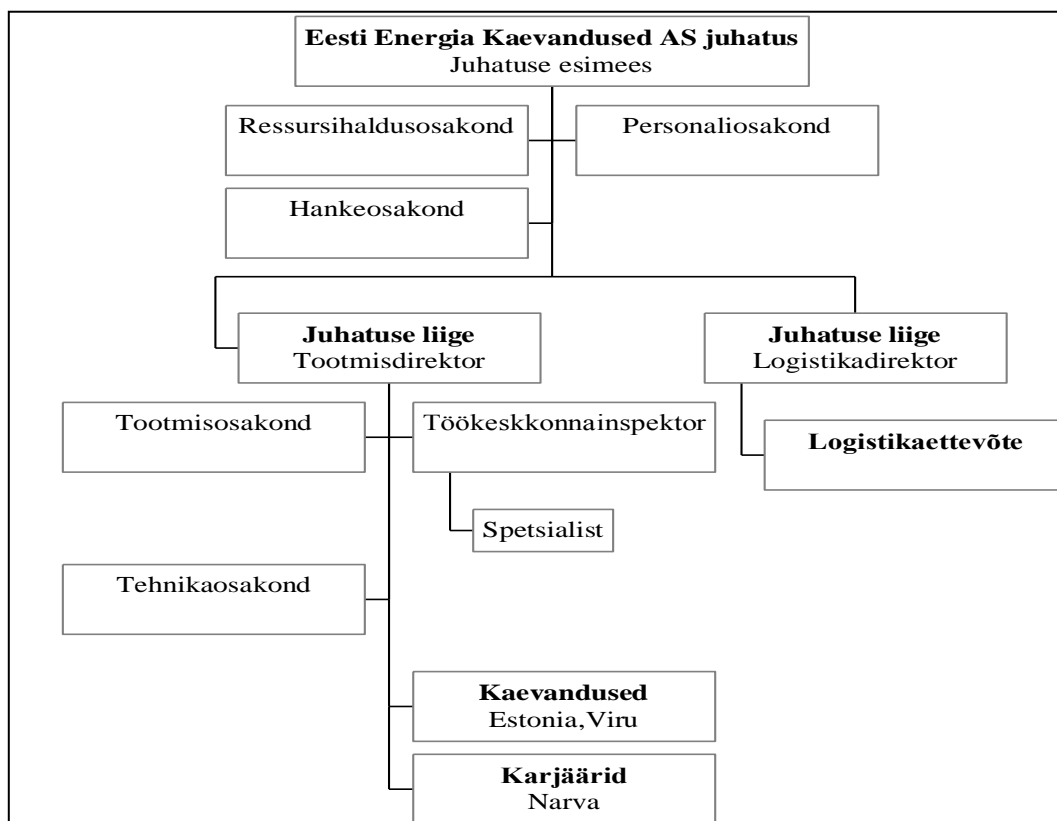 Eesti Energia Kaevandused AS juhatus
Juhatuse esimees
Ressursihaldusosakond
Personaliosakond
Hankeosakond
Juhatuse liige
Tootmisdirektor
Juhatuse liige
Logistikadirektor
Tootmisosakond
Töökeskkonnainspektor
Logistikaettevõte
Spetsialist
Tehnikaosakond
Kaevandused
Estonia,Viru
Karjäärid
Narva